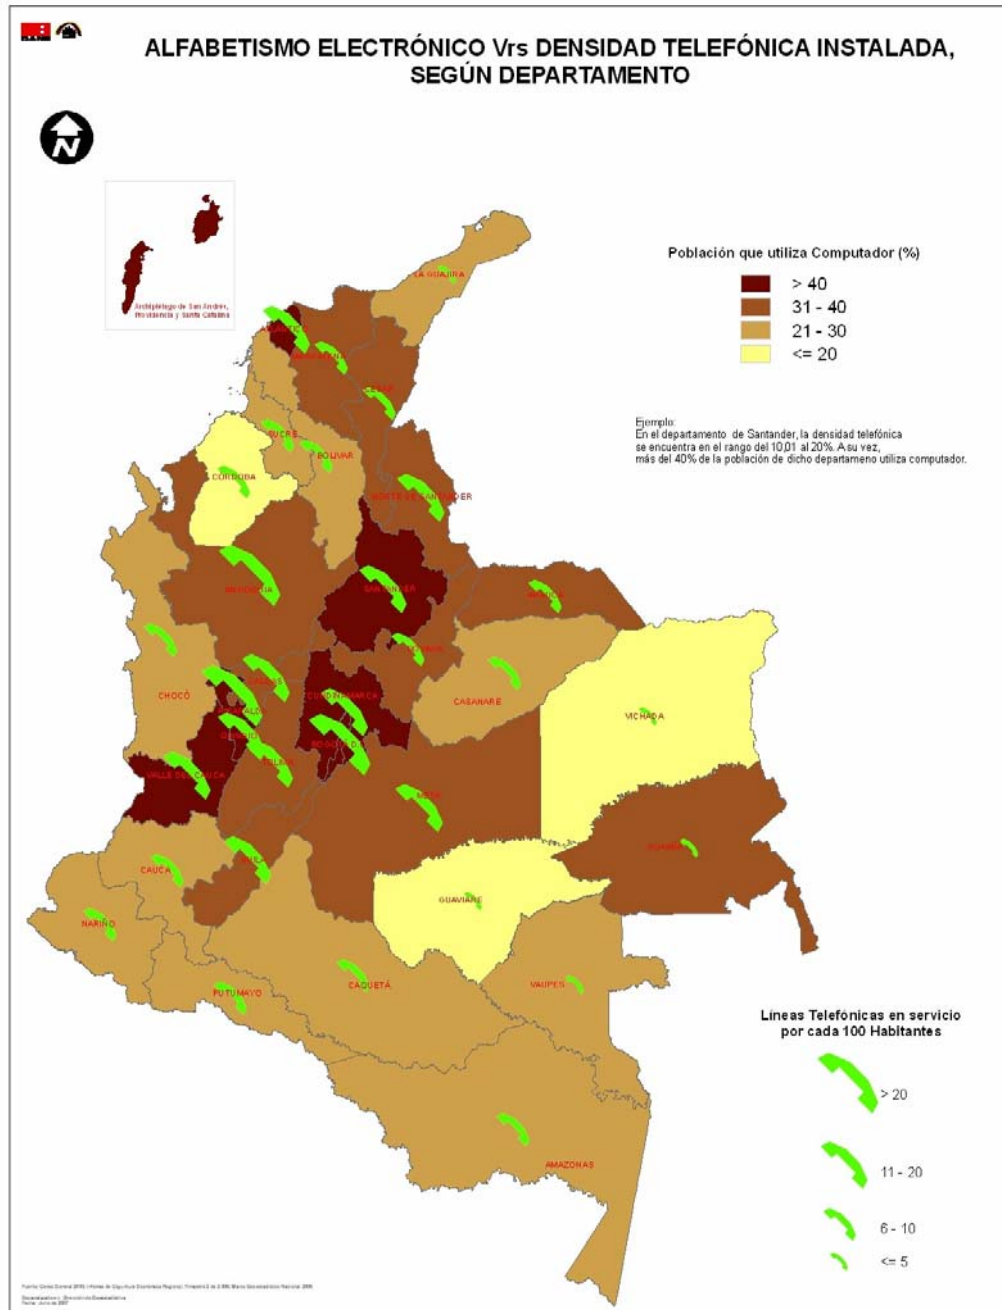 ALFABETISMO ELECTRÓNICO Vrs DENSIDAD TELEFÓNICA INSTALADA,
SEGÚN DEPARTAMENTO
N
Archipiélago de San Andrés,
Providencia y Santa Catalina
Población que utiliza Computador (%)
> 40
31 - 40
21 - 30
<= 20
Ejemplo:
En el departamento de Santander, la densidad telefónica
se encuentra en el rango del 10,01 al 20%. A su vez,
más del 40% de la población de dicho departameno utiliza computador.
LA GUAJIRA
SUCRE
BOLIVAR
CORDOBA
NORTE DE SANTANDER
SANTANDER
CHOCÓ
CASANARE
CUNDINAMARCA
VICHADA
VALLE DEL CAUCA
META
CAUCA
GUAVIARE
NARIÑO
CAQUETÁ
VAUPES
PUTUMAYO
AMAZONAS
Líneas Telefónicas en servicio
por cada 100 Habitantes
> 20
11 - 20
6 - 10
<= 5